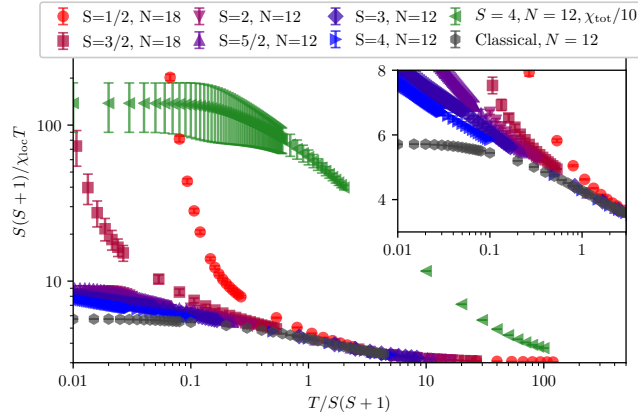 S=1/2, N=18 S=2, N=12 S=3, N=12 S = 4, N = 12, χtot/10
S=3/2, N=18 S=5/2, N=12 S=4, N=12 Classical, N = 12
8
6
4
0.01 0.1 1
100
10
S(S + 1)/χlocT
0.01 0.1 1 10 100
T/S(S + 1)